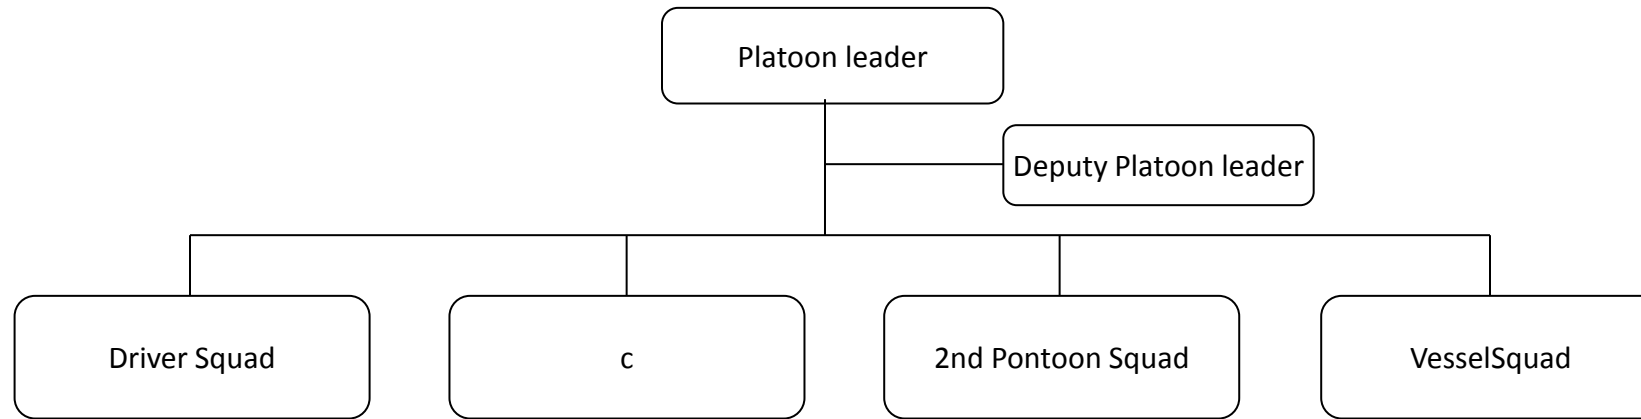 Platoon leader
Deputy Platoon leader
Driver Squad
c
2nd Pontoon Squad
VesselSquad